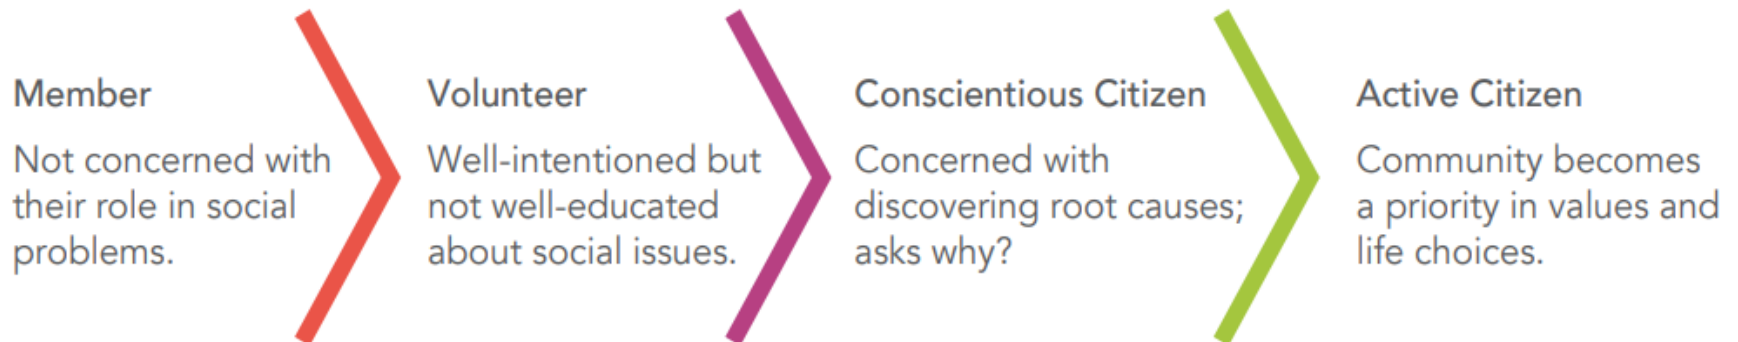 Member
Not concerned with
their role in social
problems.
Volunteer
Well-intentioned but
not well-educated
about social issues.
Conscientious Citizen
Concerned with
discovering root causes;
asks why?
Active Citizen
Community becomes
a priority in values and
life choices.